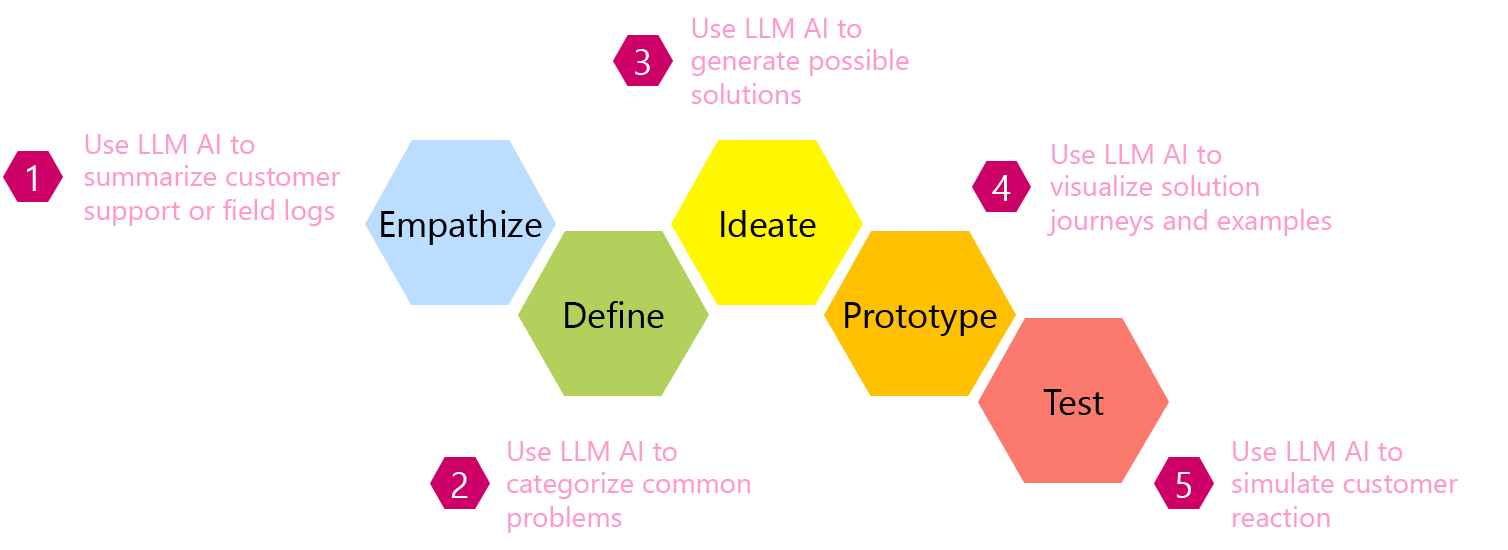 1
Use LLM AI to
summarize customer
support or field logs
Empathize
2
Use LLM AI to
categorize common
problems
Define
3
Use LLM AI to
generate possible
solutions
Ideate
4
Use LLM AI to
visualize solution
journeys and examples
Prototype
5
Use LLM AI to
simulate customer
reaction
Test